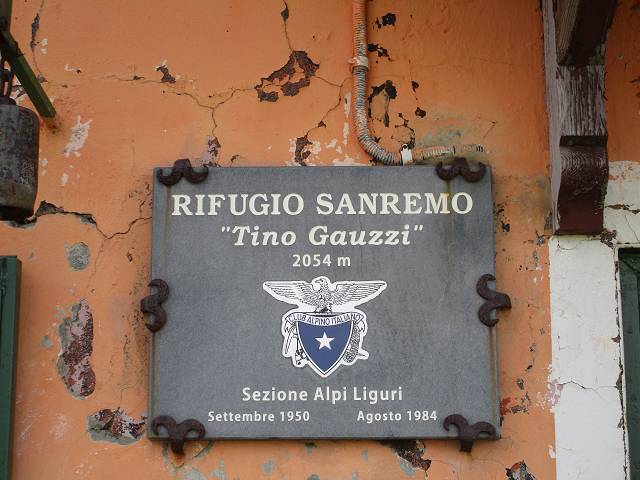 RIFUGIO SANREMO
"Tino Gauzzi"
2054 m
CLUB ALPINO ITALIANO
Sezione Alpi Liguri
Settembre 1950 Agosto 1984